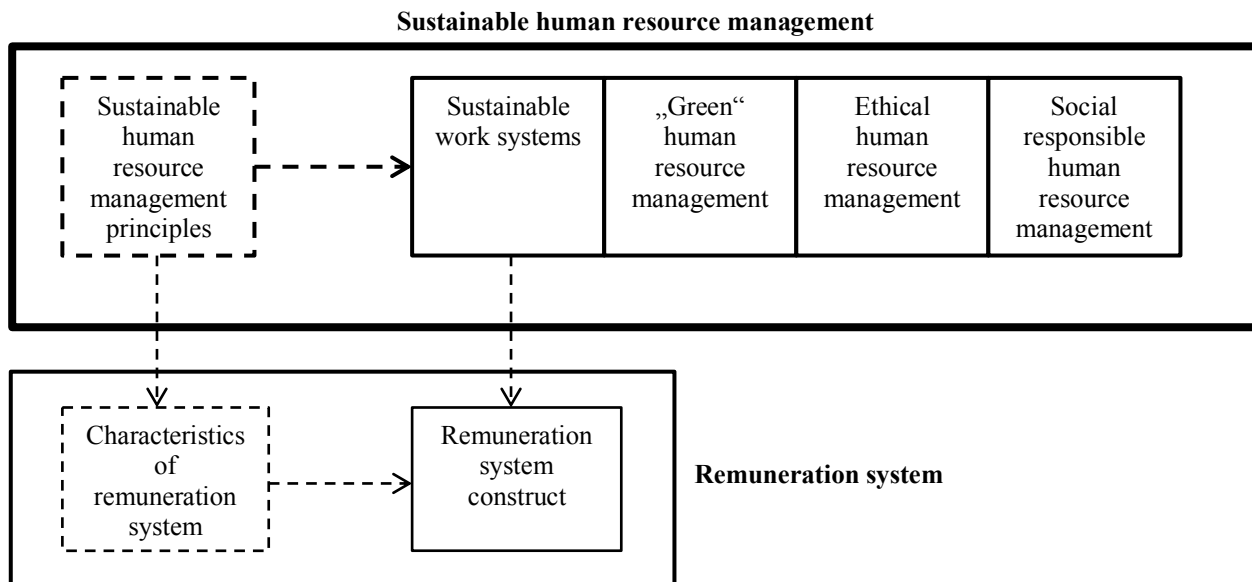 Sustainable human resource management
Sustainable
human
resource
management
principles
Sustainable
work systems
„Green“
human
resource
management
Ethical
human
resource
management
Social
responsible
human
resource
management
Characteristics
of
remuneration
system
Remuneration
system
construct
Remuneration system